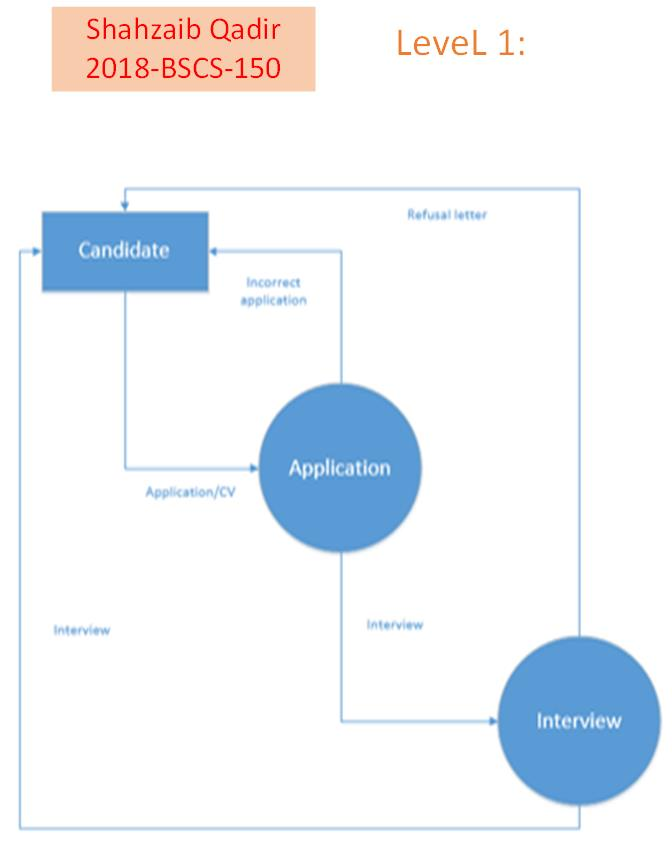 Shahzaib Qadir
2018-BSCS-150
LeveL 1:
Refusal letter
Candidate
Incorrect
application
Application
Application/CV
Interview
Interview
Interview